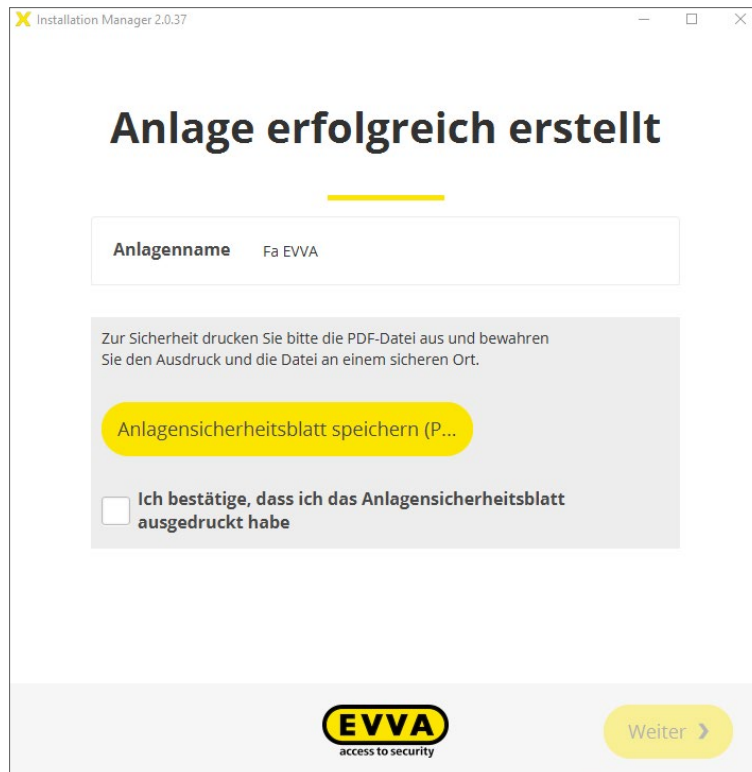 Installation Manager 2.0.37
Anlage erfolgreich erstellt
Anlagenname Fa EVVA
Zur Sicherheit drucken Sie bitte die PDF-Datei aus und bewahren
Sie den Ausdruck und die Datei an einem sicheren Ort.
Anlagensicherheitsblatt speichern (P...
Ich bestätige, dass ich das Anlagensicherheitsblatt
ausgedruckt habe
EVVA
access to security
Weiter